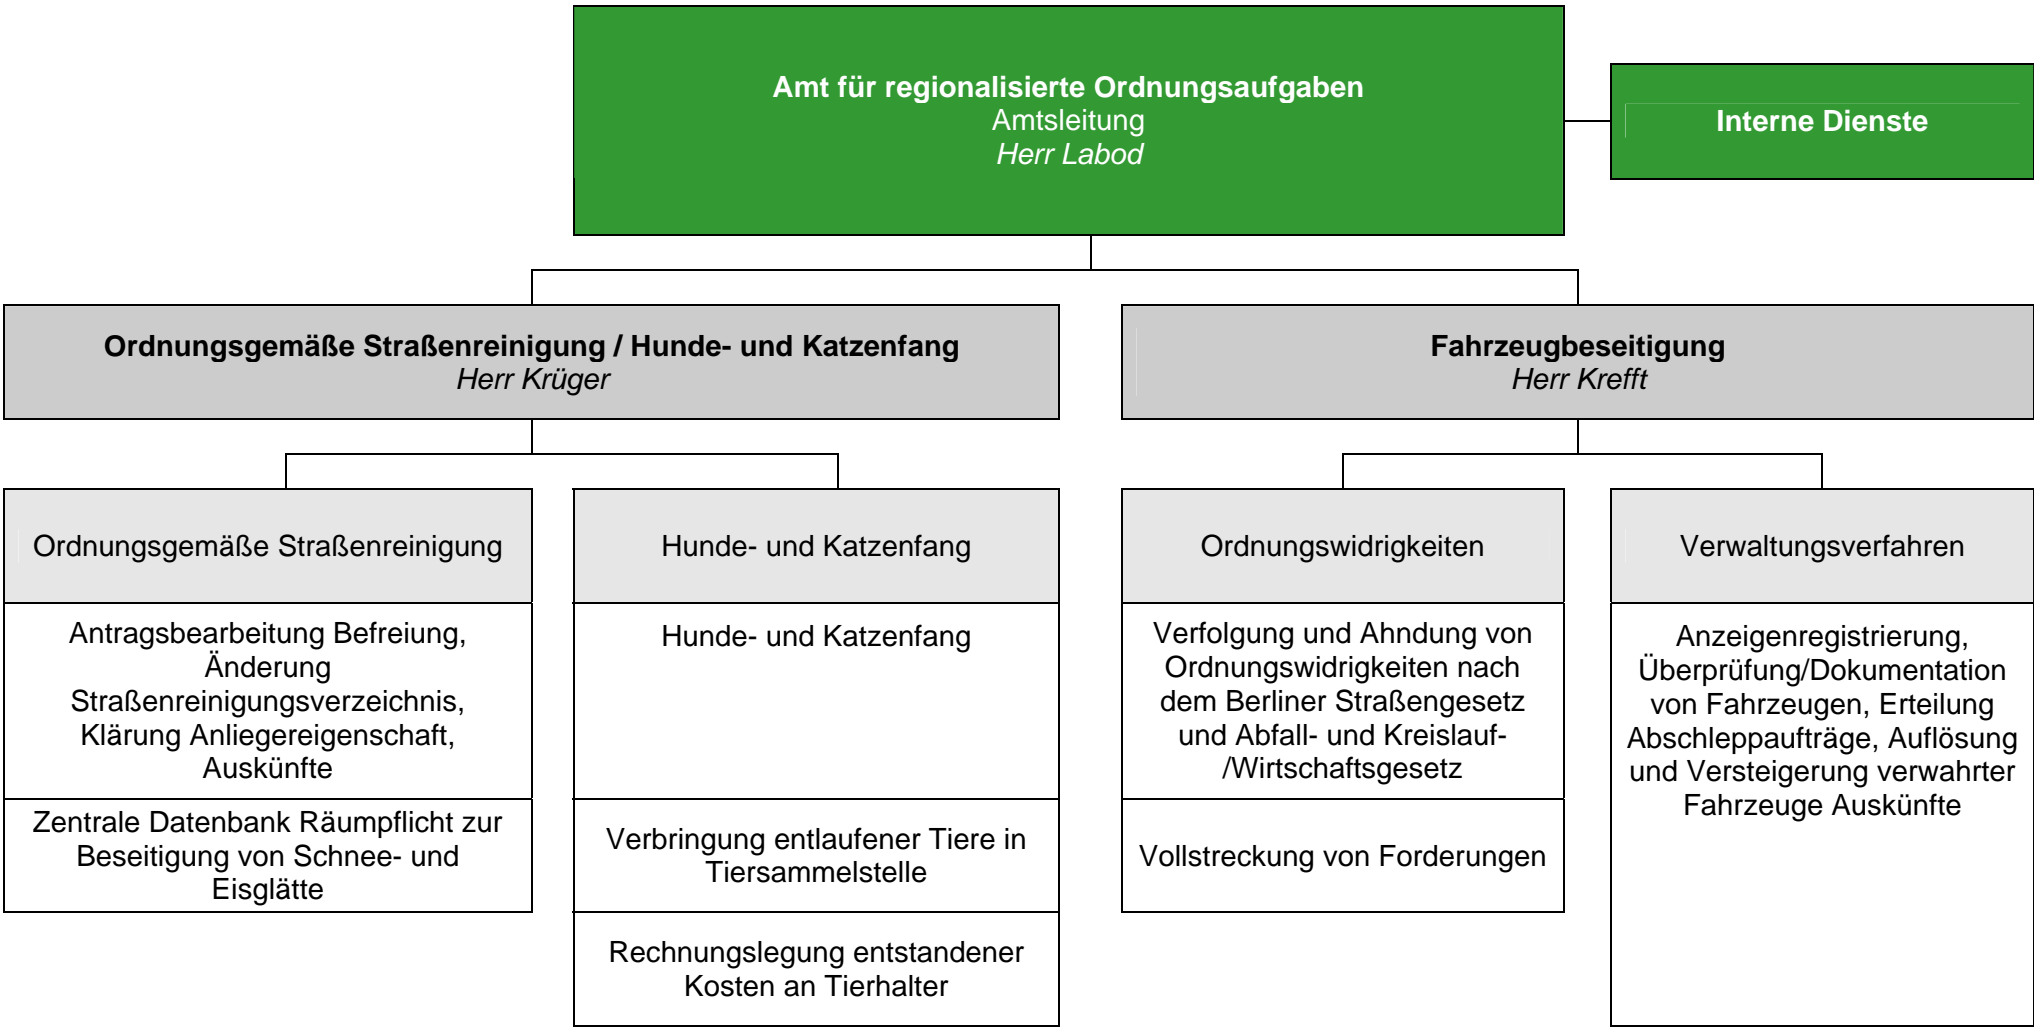 Amt für regionalisierte Ordnungsaufgaben
Amtsleitung
Herr Labod
Interne Dienste
Ordnungsgemäße Straßenreinigung / Hunde- und Katzenfang
Herr Krüger
Fahrzeugbeseitigung
Herr Krefft
Ordnungsgemäße Straßenreinigung
Antragsbearbeitung Befreiung,
Änderung
Straßenreinigungsverzeichnis,
Klärung Anliegereigenschaft,
Auskünfte
Zentrale Datenbank Räumpflicht zur
Beseitigung von Schnee- und
Eisglätte
Hunde- und Katzenfang
Hunde- und Katzenfang
Verbringung entlaufener Tiere in
Tiersammelstelle
Rechnungslegung entstandener
Kosten an Tierhalter
Ordnungswidrigkeiten
Verfolgung und Ahndung von
Ordnungswidrigkeiten nach
dem Berliner Straßengesetz
und Abfall- und Kreislauf-
/Wirtschaftsgesetz
Vollstreckung von Forderungen
Verwaltungsverfahren
Anzeigenregistrierung,
Überprüfung/Dokumentation
von Fahrzeugen, Erteilung
Abschleppaufträge, Auflösung
und Versteigerung verwahrter
Fahrzeuge Auskünfte